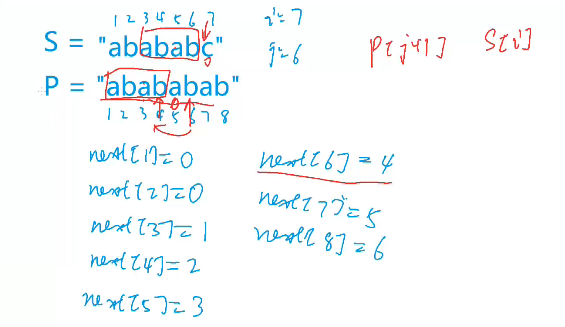 1 2 3 4 5 6 7
i=7
S = "abababc"
j=6
P[j+1] S[i]
P = "abababab"
1 2 3 4 5 6 7 8
next[1]=0
next[6]=4
next[2]=0
next[7]=5
next[3]=1
next[8]=6
next[4]=2
next[5]=3